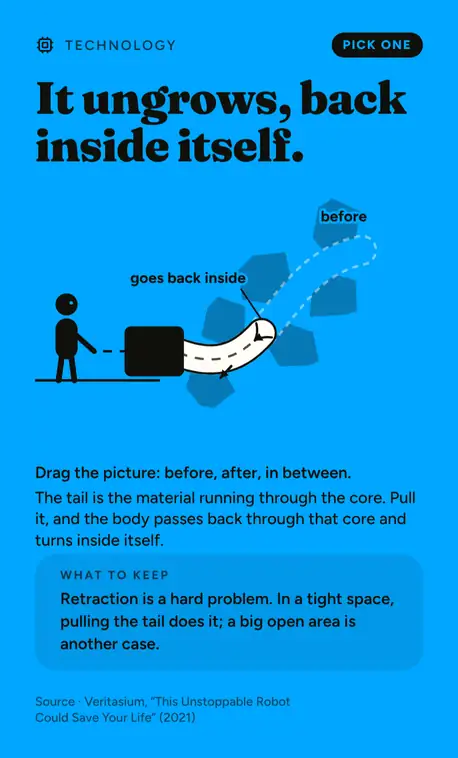 TECHNOLOGY
PICK ONE
It ungrows, back
inside itself.
before
goes back inside
Drag the picture: before, after, in between.
The tail is the material running through the core. Pull
it, and the body passes back through that core and
turns inside itself.
WHAT TO KEEP
Retraction is a hard problem. In a tight space,
pulling the tail does it; a big open area is
another case.
Source · Veritasium, “This Unstoppable Robot
Could Save Your Life” (2021)